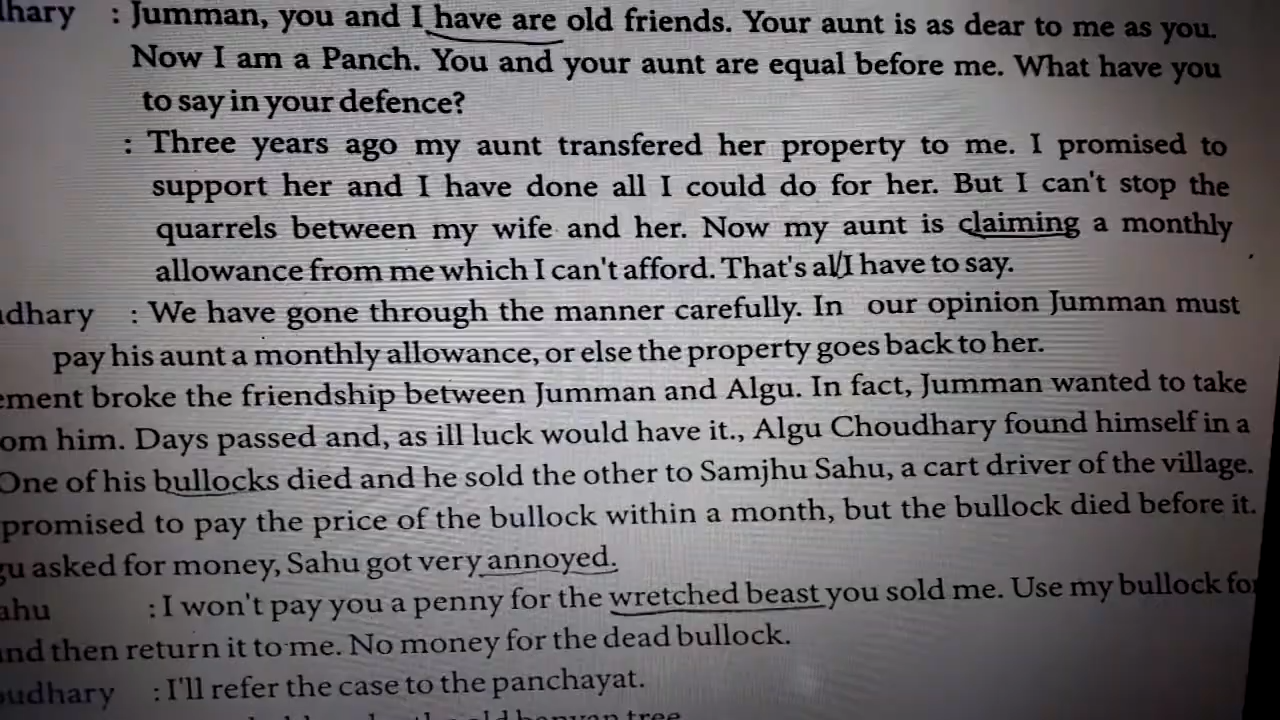 lhary : Jumman, you and I have are old friends. Your aunt is as dear to me as you.
Now I am a Panch. You and your aunt are equal before me. What have you
to say in your defence?
: Three years ago my aunt transfered her property to me. I promised to
support her and I have done all I could do for her. But I can't stop the
quarrels between my wife and her. Now my aunt is claiming a monthly
allowance from me which I can't afford. That's all I have to say.
adhary : We have gone through the manner carefully. In our opinion Jumman must
pay his aunt a monthly allowance, or else the property goes back to her.
ement broke the friendship between Jumman and Algu. In fact, Jumman wanted to take
om him. Days passed and, as ill luck would have it., Algu Choudhary found himself in a
One of his bullocks died and he sold the other to Samjhu Sahu, a cart driver of the village.
promised to pay the price of the bullock within a month, but the bullock died before it.
gu asked for money, Sahu got very annoyed.
ahu : I won't pay you a penny for the wretched beast you sold me. Use my bullock for
and then return it to me. No money for the dead bullock.
oudhary : I'll refer the case to the panchayat.
old banyan tree